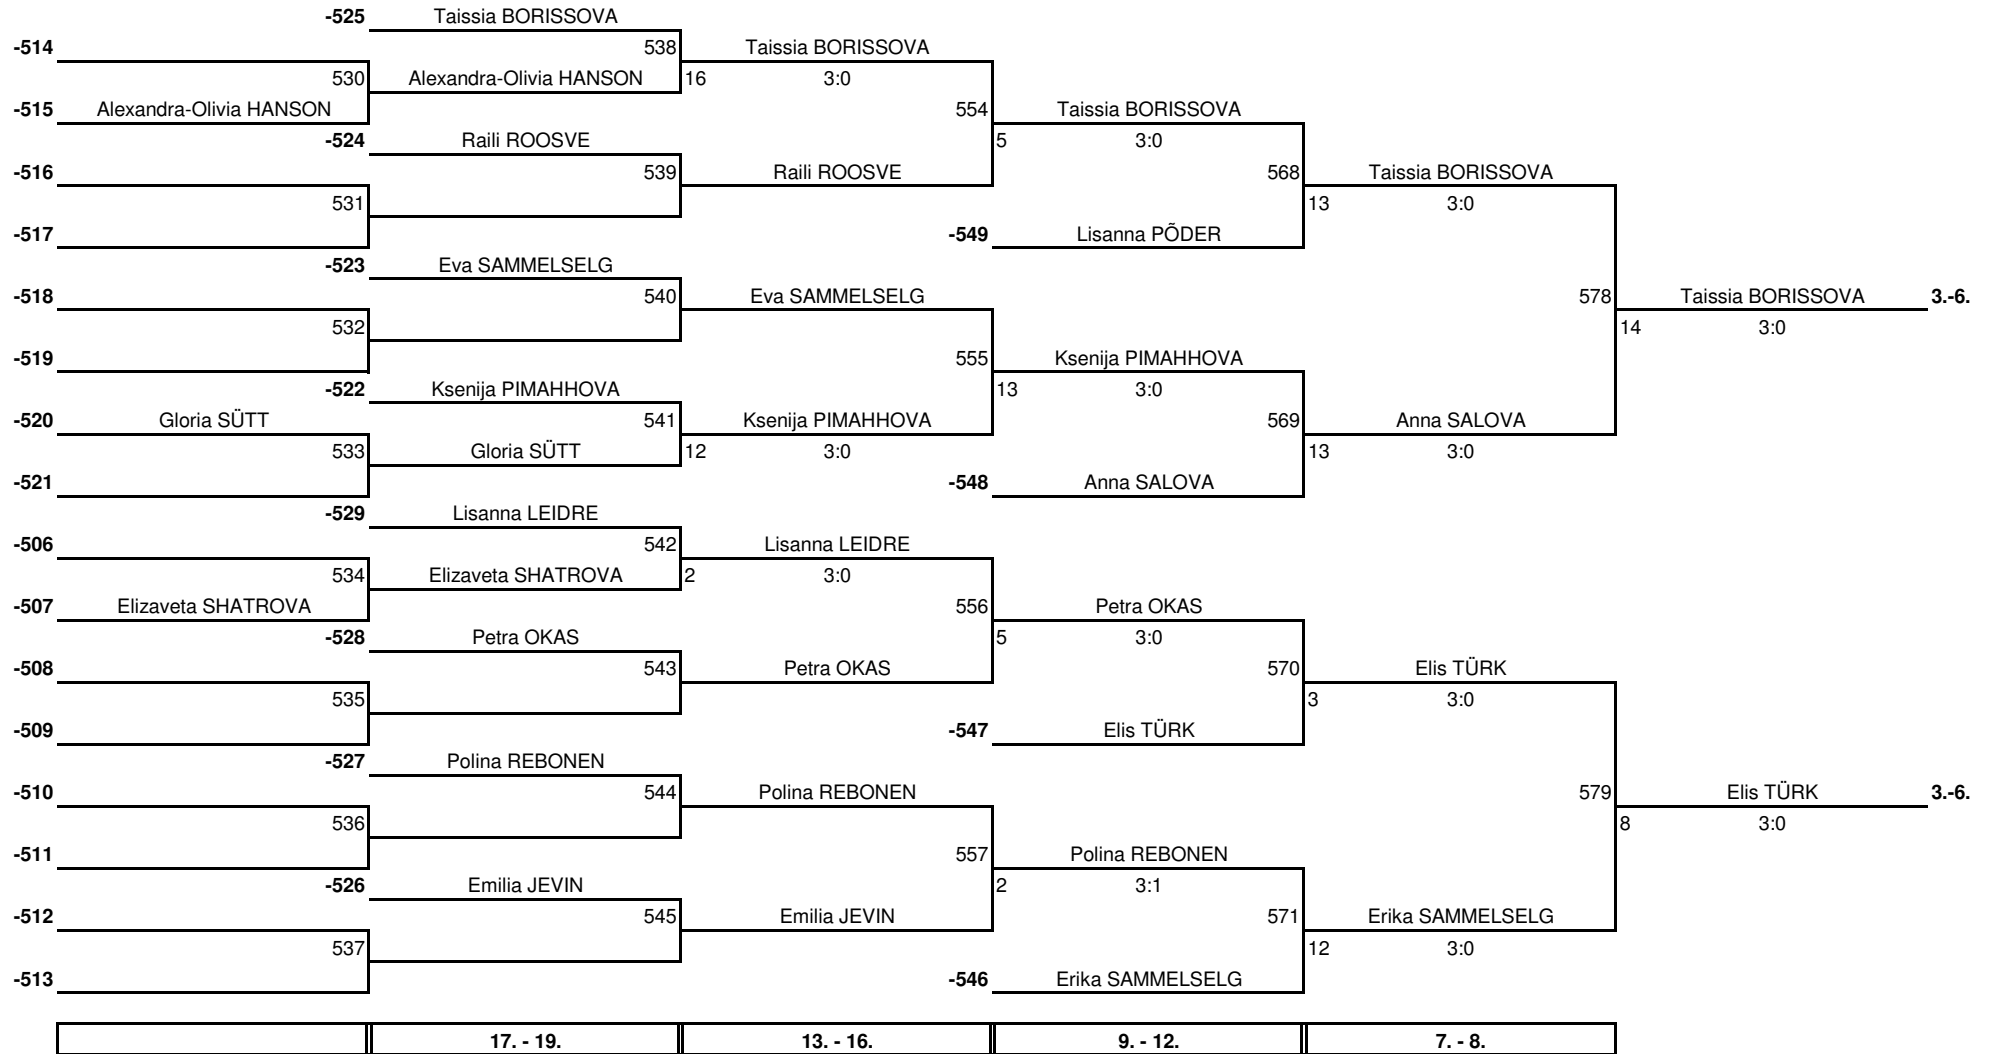 -525 Taissia BORISSOVA
-514 538 Taissia BORISSOVA
530 Alexandra-Olivia HANSON 16 3:0
-515 Alexandra-Olivia HANSON 554 Taissia BORISSOVA
-524 Raili ROOSVE 5 3:0
-516 539 Raili ROOSVE 568 Taissia BORISSOVA
531 13 3:0
-517 -549 Lisanna PÕDER
-523 Eva SAMMELSELG
-518 540 Eva SAMMELSELG 578 Taissia BORISSOVA 3.-6.
532 14 3:0
-519 555 Ksenija PIMAHHOVA
-522 Ksenija PIMAHHOVA 13 3:0
-520 Gloria SÜTT 541 Ksenija PIMAHHOVA 569 Anna SALOVA
533 Gloria SÜTT 12 3:0 13 3:0
-521 -548 Anna SALOVA
-529 Lisanna LEIDRE
-506 542 Lisanna LEIDRE
534 Elizaveta SHATROVA 2 3:0
-507 Elizaveta SHATROVA 556 Petra OKAS
-528 Petra OKAS 5 3:0
-508 543 Petra OKAS 570 Elis TÜRK
535 3 3:0
-509 -547 Elis TÜRK
-527 Polina REBONEN
-510 544 Polina REBONEN 579 Elis TÜRK 3.-6.
536 8 3:0
-511 557 Polina REBONEN
-526 Emilia JEVIN 2 3:1
-512 545 Emilia JEVIN 571 Erika SAMMELSELG
537 12 3:0
-513 -546 Erika SAMMELSELG
17. - 19. 13. - 16. 9. - 12. 7. - 8.